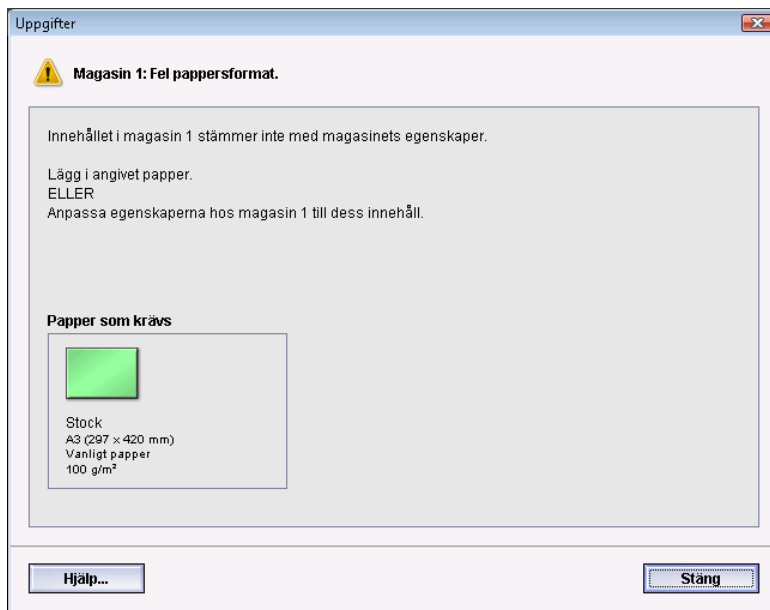 Uppgifter
Magasin 1: Fel pappersformat.
Innehållet i magasin 1 stämmer inte med magasinets egenskaper.
Lägg i angivet papper.
ELLER
Anpassa egenskaperna hos magasin 1 till dess innehåll.
Papper som krävs
Stock
A3 (297 × 420 mm)
Vanligt papper
100 g/m²
Hjälp...
Stäng